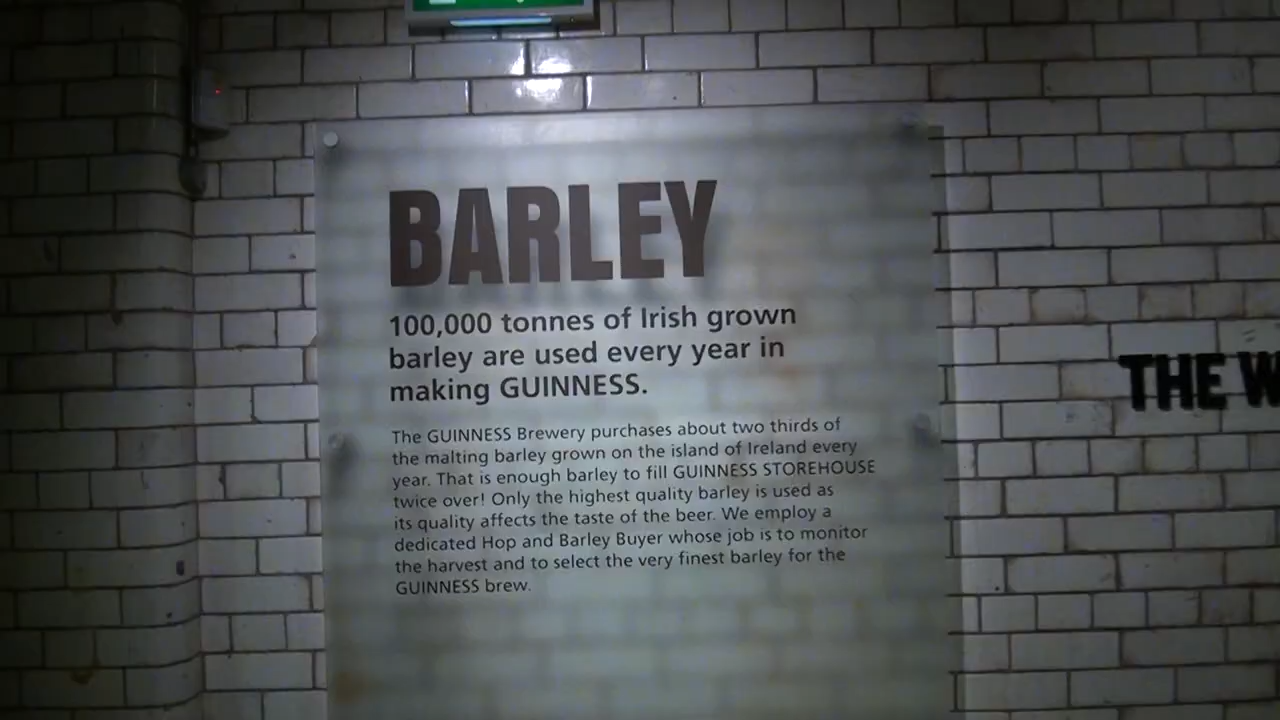 BARLEY
100,000 tonnes of Irish grown
barley are used every year in
making GUINNESS.
The GUINNESS Brewery purchases about two thirds of
the malting barley grown on the island of Ireland every
year. That is enough barley to fill GUINNESS STOREHOUSE
twice over! Only the highest quality barley is used as
its quality affects the taste of the beer. We employ a
dedicated Hop and Barley Buyer whose job is to monitor
the harvest and to select the very finest barley for the
GUINNESS brew.
THE